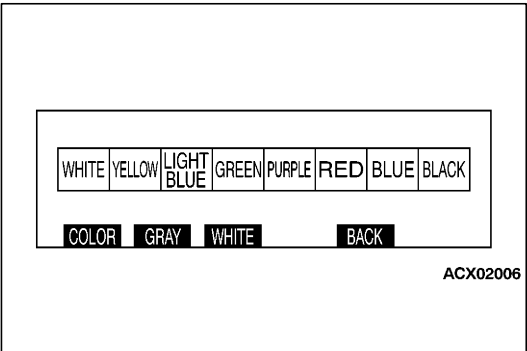 WHITE YELLOW LIGHT BLUE GREEN PURPLE RED BLUE BLACK
COLOR GRAY WHITE BACK
ACX02006